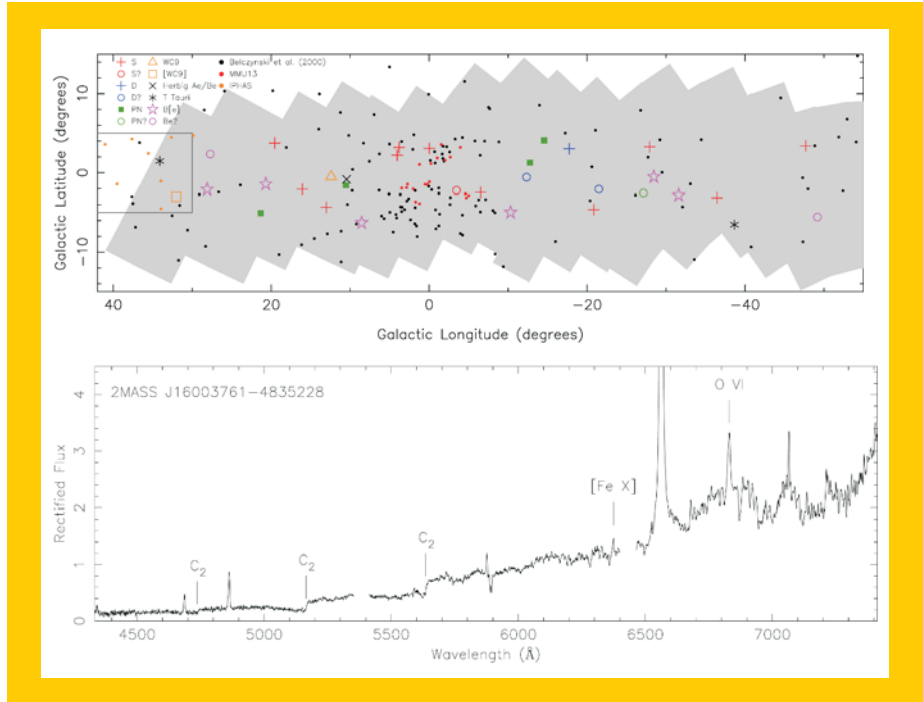 Galactic Latitude (degrees)
10
0
−10
S
S?
D
D?
PN
PN?
WC9
[WC9]
Herbig Ae/Be
T Tauri
B[e]
Be?
Belczynski et al. (2000)
MMU13
IPHAS
40
20
0
−20
−40
Galactic Longitude (degrees)
2MASS J16003761−4835228
Rectified Flux
4
3
2
1
0
C2
C2
C2
[Fe X]
O VI
4500
5000
5500
6000
6500
7000
Wavelength (Å)